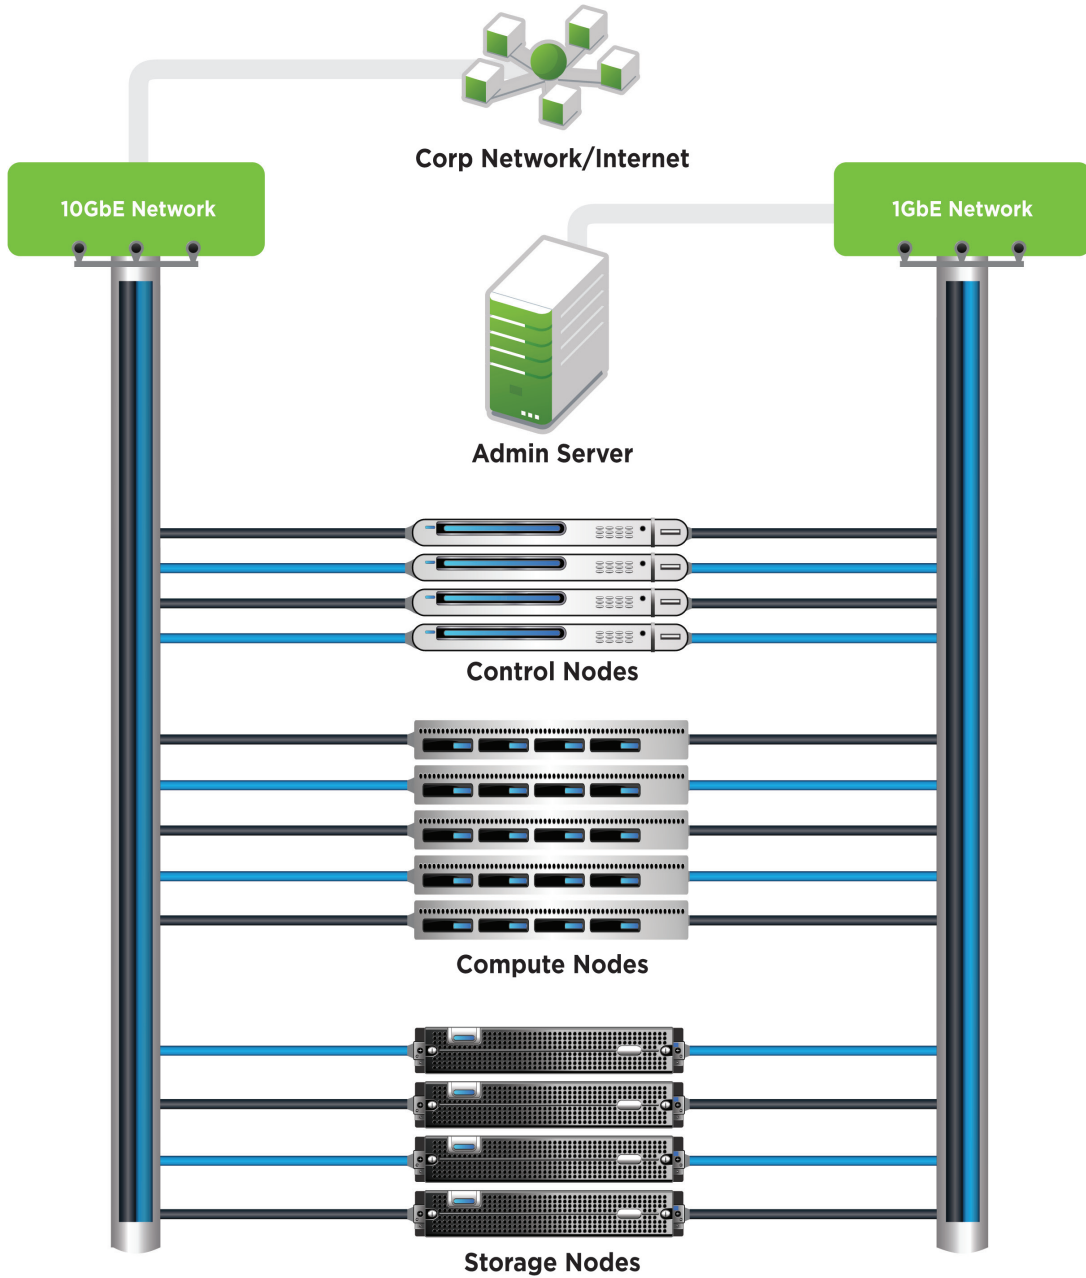 Corp Network/Internet
10GbE Network
1GbE Network
Admin Server
Control Nodes
Compute Nodes
Storage Nodes